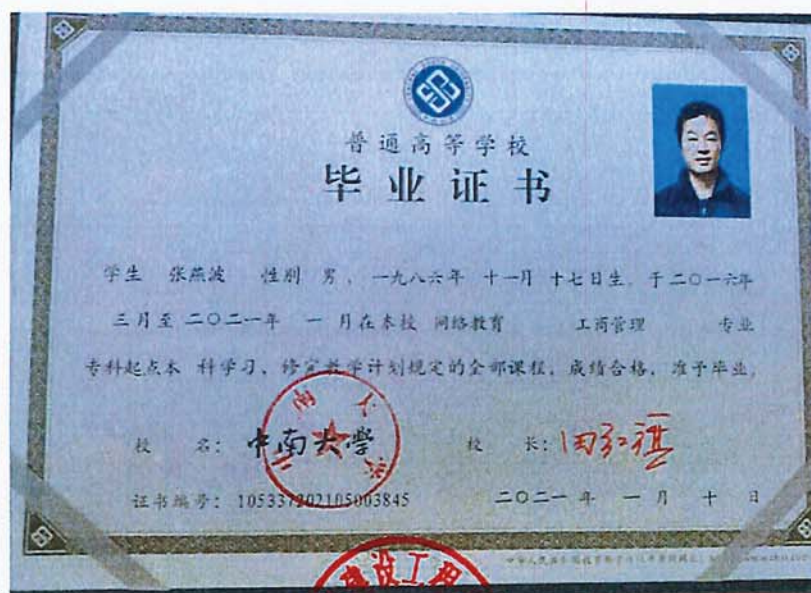 普通高等学校
毕业证书
学生 张燕波 性别 男，一九八六年 十一月 十七日生，于二〇一六年
三月至 二〇二一年 一 月在本校 网络教育 工商管理 专业
专科起点本 科学习，修完教学计划规定的全部课程，成绩合格，准予毕业。
校 名：中南大学
校 长：田红旗
证书编号：105337202105003845
二〇二一 年 一 月 十 日
建设工程